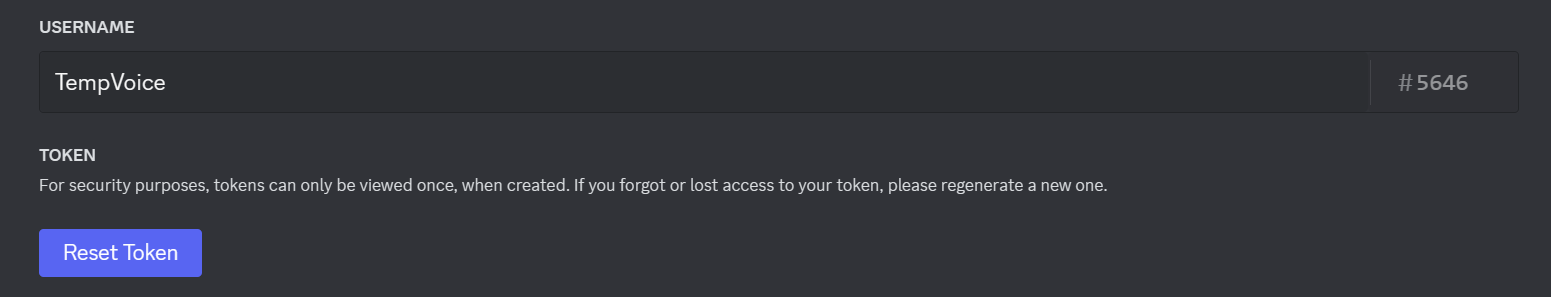 USERNAME
TempVoice #5646
TOKEN
For security purposes, tokens can only be viewed once, when created. If you forgot or lost access to your token, please regenerate a new one.
Reset Token